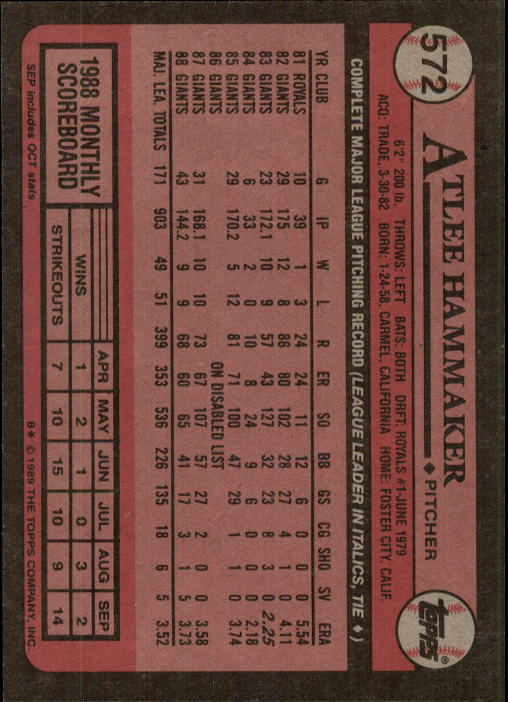 572
ATLEE HAMMAKER ♦ PITCHER
TOPPS®
6'2" 200 lb. THROWS: LEFT BATS: BOTH DRFT: ROYALS #1-JUNE 1979
ACQ: TRADE, 3-30-82 BORN: 1-24-58, CARMEL, CALIFORNIA HOME: FOSTER CITY, CALIF.
COMPLETE MAJOR LEAGUE PITCHING RECORD (LEAGUE LEADER IN ITALICS, TIE ♦)
YR CLUB G IP W L R ER SO BB GS CG SHO SV ERA
81 ROYALS 10 39 1 3 24 24 11 12 6 0 0 0 5.54
82 GIANTS 29 175 12 8 86 80 102 28 27 4 1 0 4.11
83 GIANTS 23 172.1 10 9 57 43 127 32 23 8 3 0 2.25
84 GIANTS 6 33 2 0 10 8 24 9 6 0 0 0 2.18
85 GIANTS 29 170.2 5 12 81 71 100 47 29 1 1 0 3.74
86 GIANTS ON DISABLED LIST
87 GIANTS 31 168.1 10 10 73 67 107 57 27 2 0 0 3.58
88 GIANTS 43 144.2 9 9 68 60 65 41 17 3 1 5 3.73
MAJ. LEA. TOTALS 171 903 49 51 399 353 536 226 135 18 6 5 3.52
1988 MONTHLY
SCOREBOARD
APR MAY JUN JUL AUG SEP
WINS 1 2 1 0 3 2
STRIKEOUTS 7 10 15 10 9 14
SEP includes OCT stats
B* © 1989 THE TOPPS COMPANY, INC.